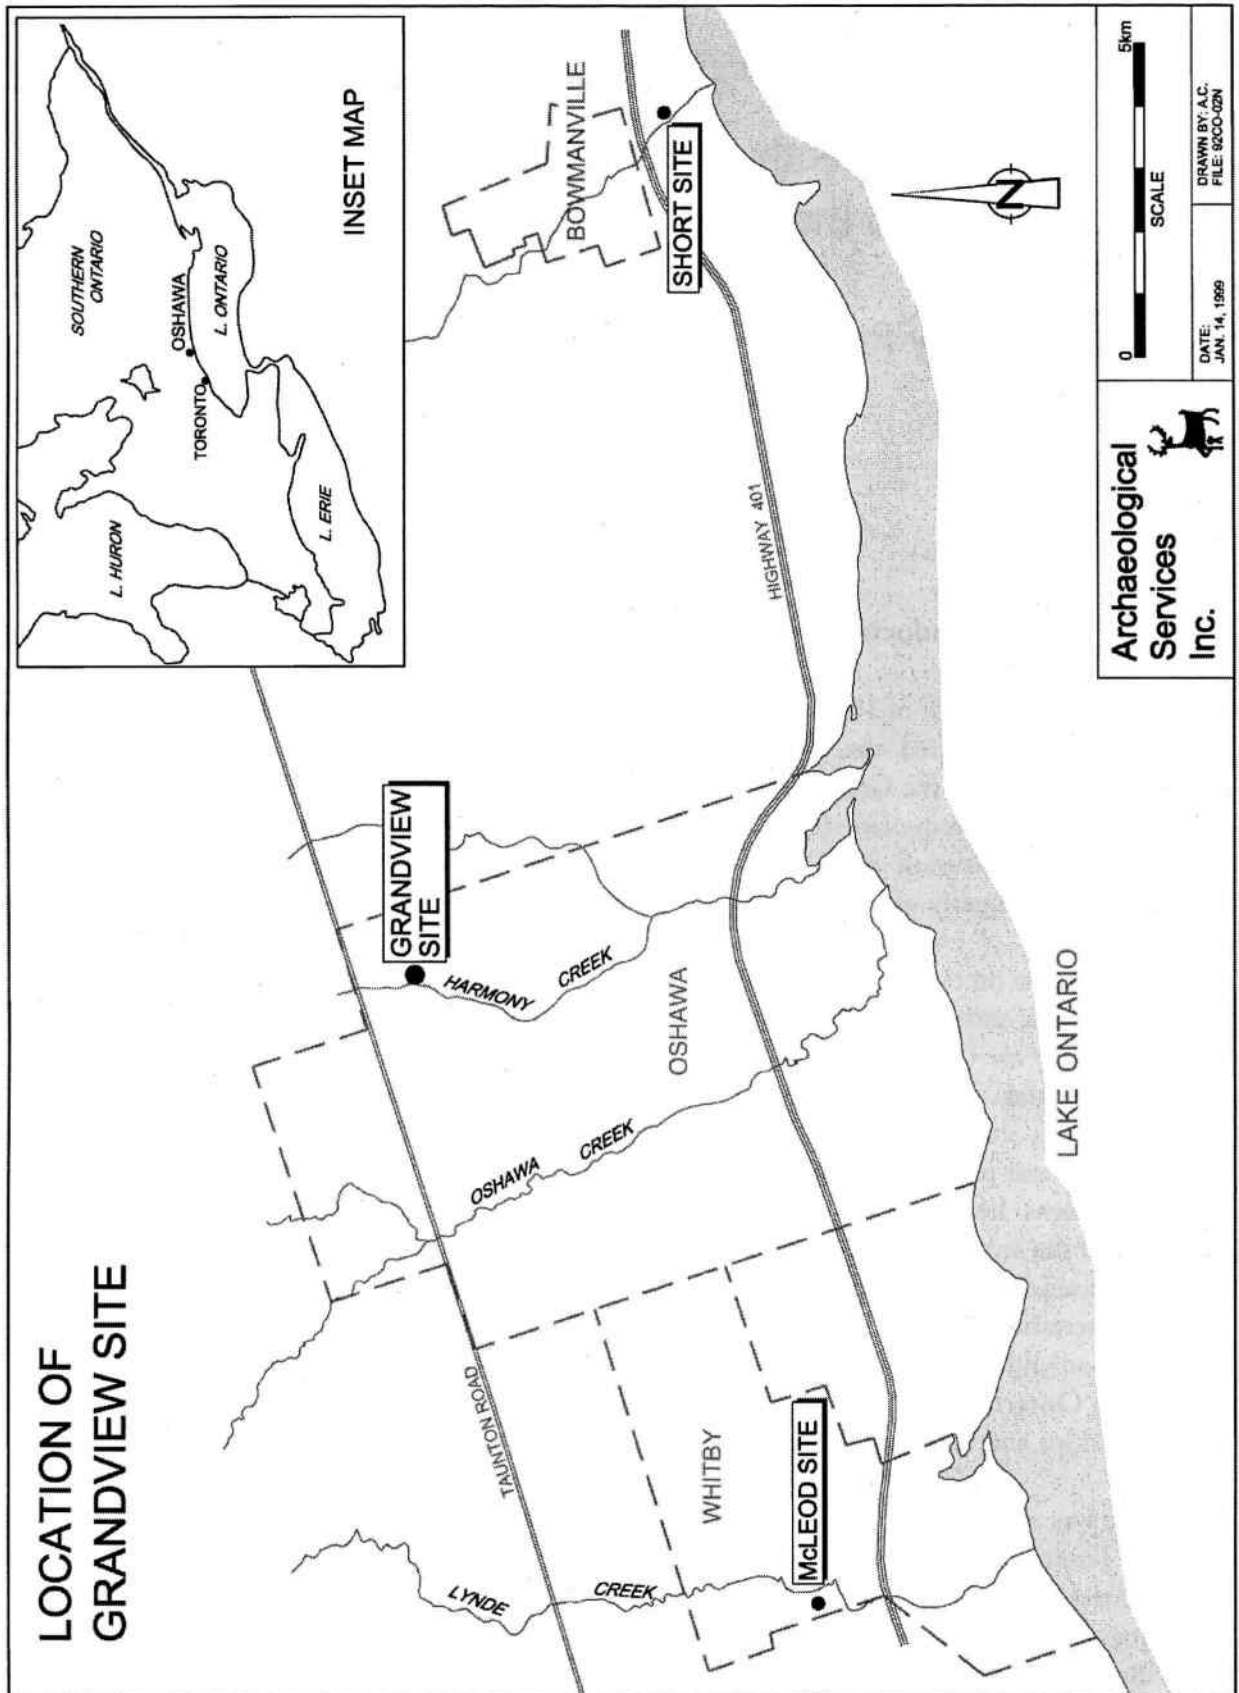 LOCATION OF
GRANDVIEW SITE
INSET MAP
SOUTHERN
ONTARIO
L. HURON
OSHAWA
TORONTO
L. ONTARIO
L. ERIE
TAUNTON ROAD
GRANDVIEW
SITE
HARMONY CREEK
OSHAWA CREEK
LYNDE CREEK
OSHAWA
WHITBY
McLEOD SITE
BOWMANVILLE
SHORT SITE
HIGHWAY 401
LAKE ONTARIO
N
Archaeological
Services
Inc.
0 5km
SCALE
DATE:
JAN. 14, 1999
DRAWN BY: A.C.
FILE: 92CO-02N